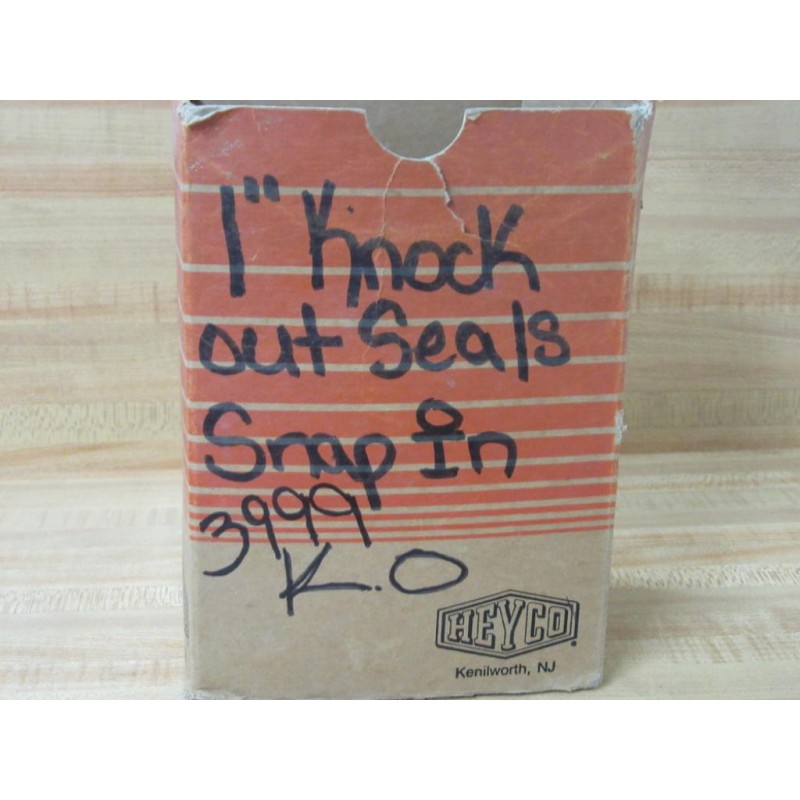 1" Knock
out Seals
Snap In
3999
K.O
HEYCO®
Kenilworth, NJ